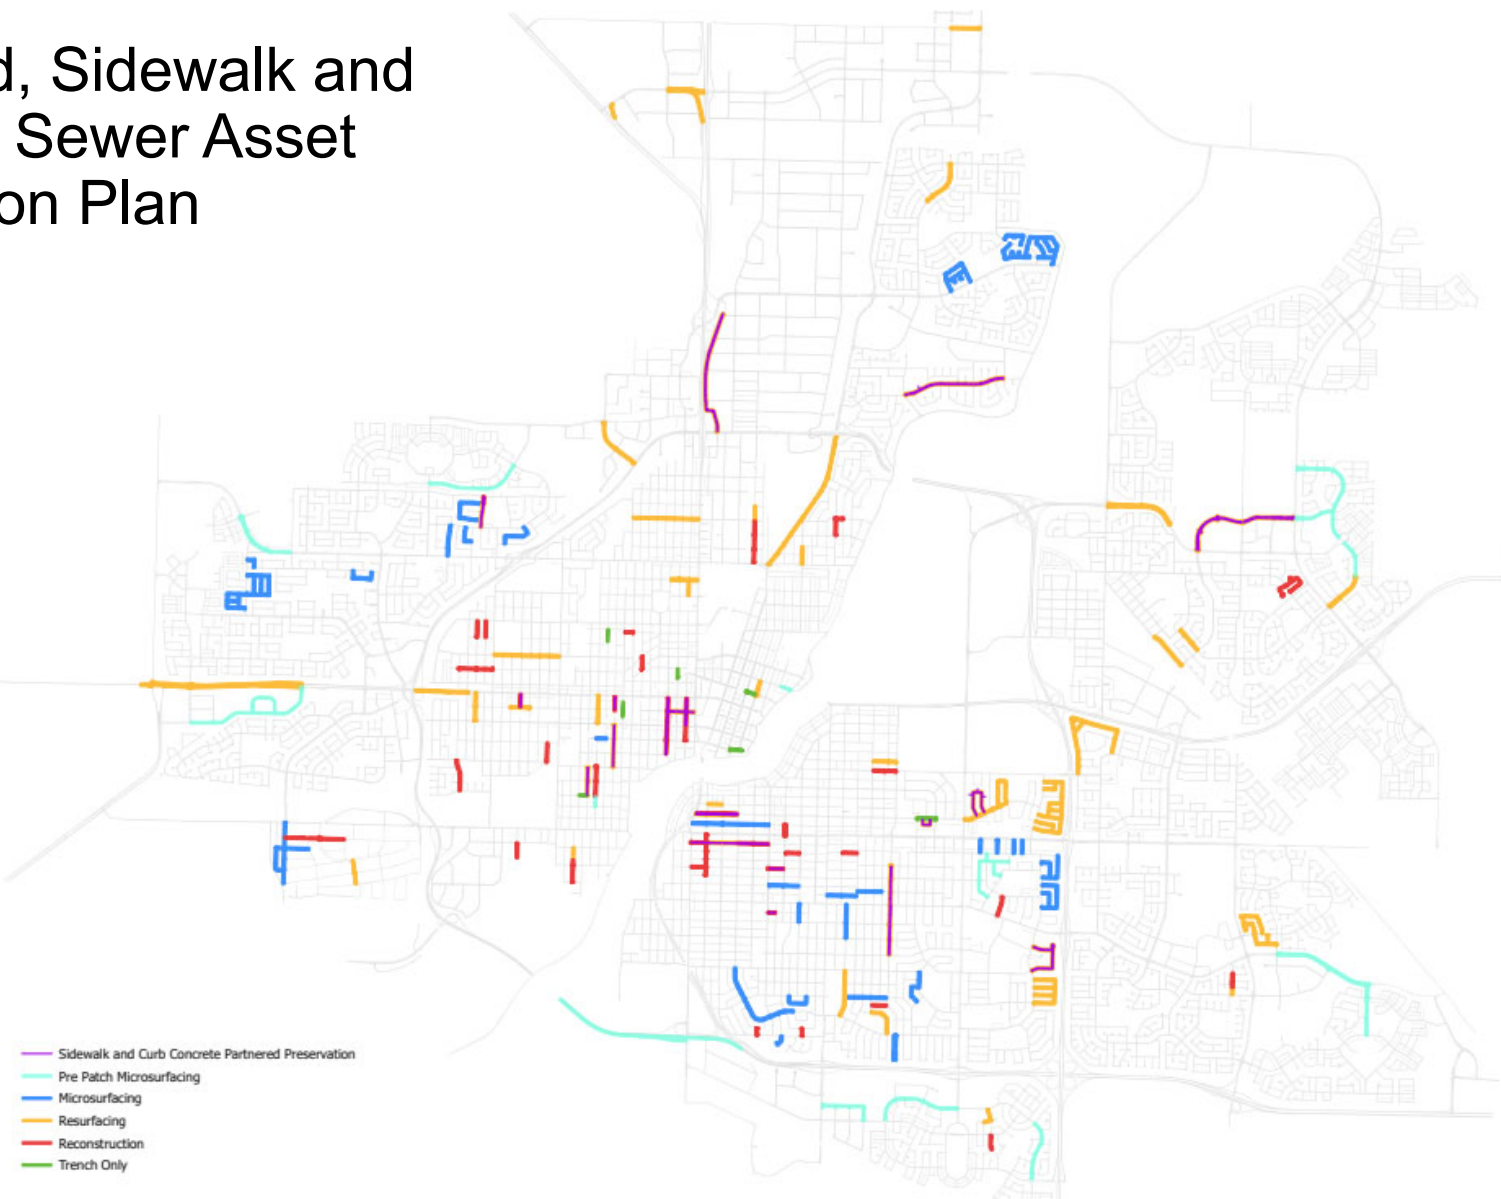 d, Sidewalk and
Sewer Asset
on Plan
Sidewalk and Curb Concrete Partnered Preservation
Pre Patch Microsurfacing
Microsurfacing
Resurfacing
Reconstruction
Trench Only